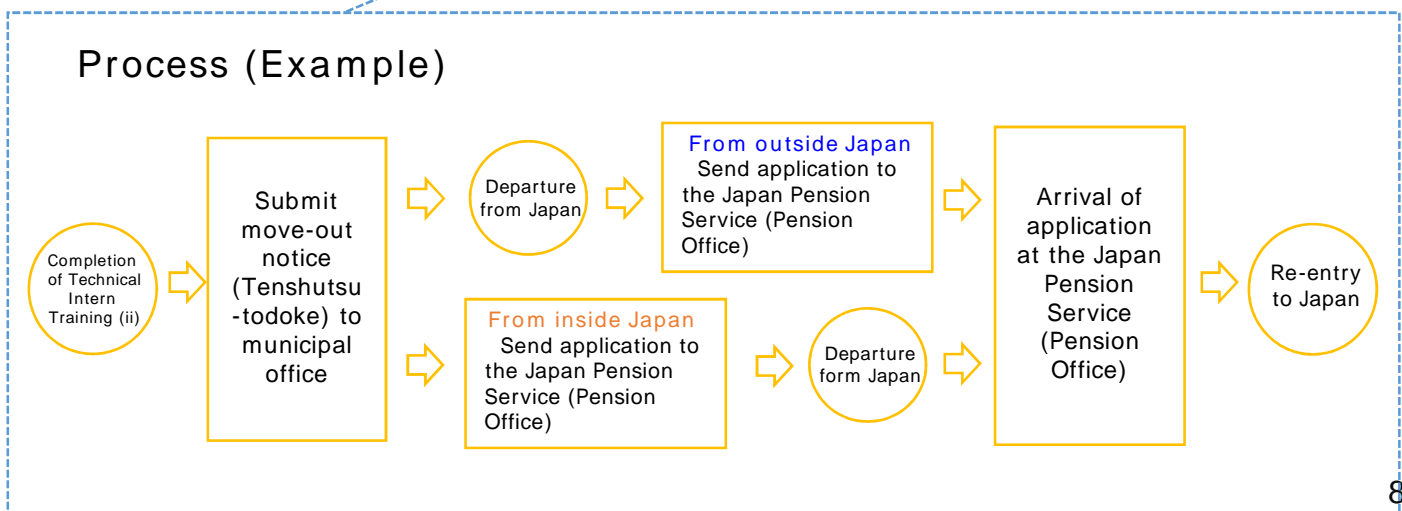 Process (Example)
Completion
of Technical
Intern
Training (ii)
Submit
move-out
notice
(Tenshutsu
-todoke) to
municipal
office
Departure
from Japan
From outside Japan
Send application to
the Japan Pension
Service (Pension
Office)
From inside Japan
Send application to
the Japan Pension
Service (Pension
Office)
Departure
form Japan
Arrival of
application
at the Japan
Pension
Service
(Pension
Office)
Re-entry
to Japan
8